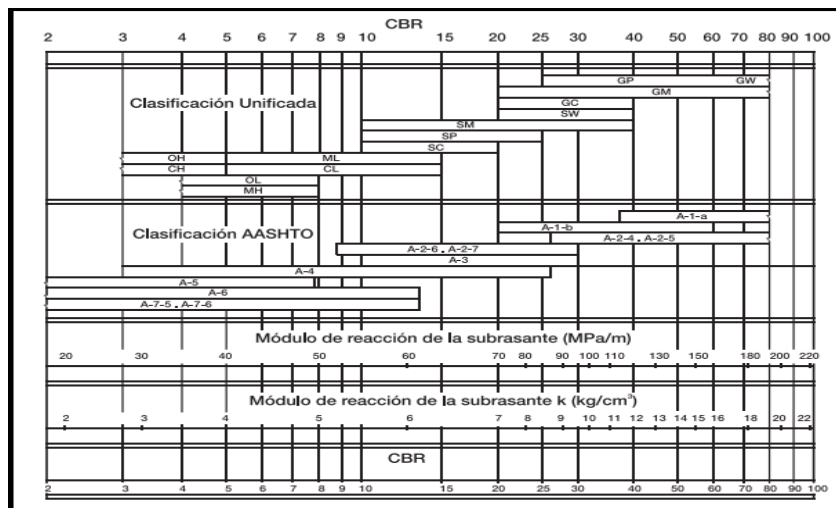 CBR
2 3 4 5 6 7 8 9 10 15 20 25 30 40 50 60 70 80 90 100
GP GW
Clasificación Unificada
GM
GC
SW
SM
SP
SC
OH ML
CH CL
OL
MH
A-1-a
Clasificación AASHTO
A-1-b
A-2-4 . A-2-5
A-2-6 . A-2-7
A-3
A-4
A-5
A-6
A-7-5 . A-7-6
Módulo de reacción de la subrasante (MPa/m)
20 30 40 50 60 70 80 90 100 110 130 150 180 200 220
Módulo de reacción de la subrasante k (kg/cm³)
2 3 4 5 6 7 8 9 10 11 12 13 14 15 16 18 20 22
CBR
2 3 4 5 6 7 8 9 10 15 20 25 30 40 50 60 70 80 90 100